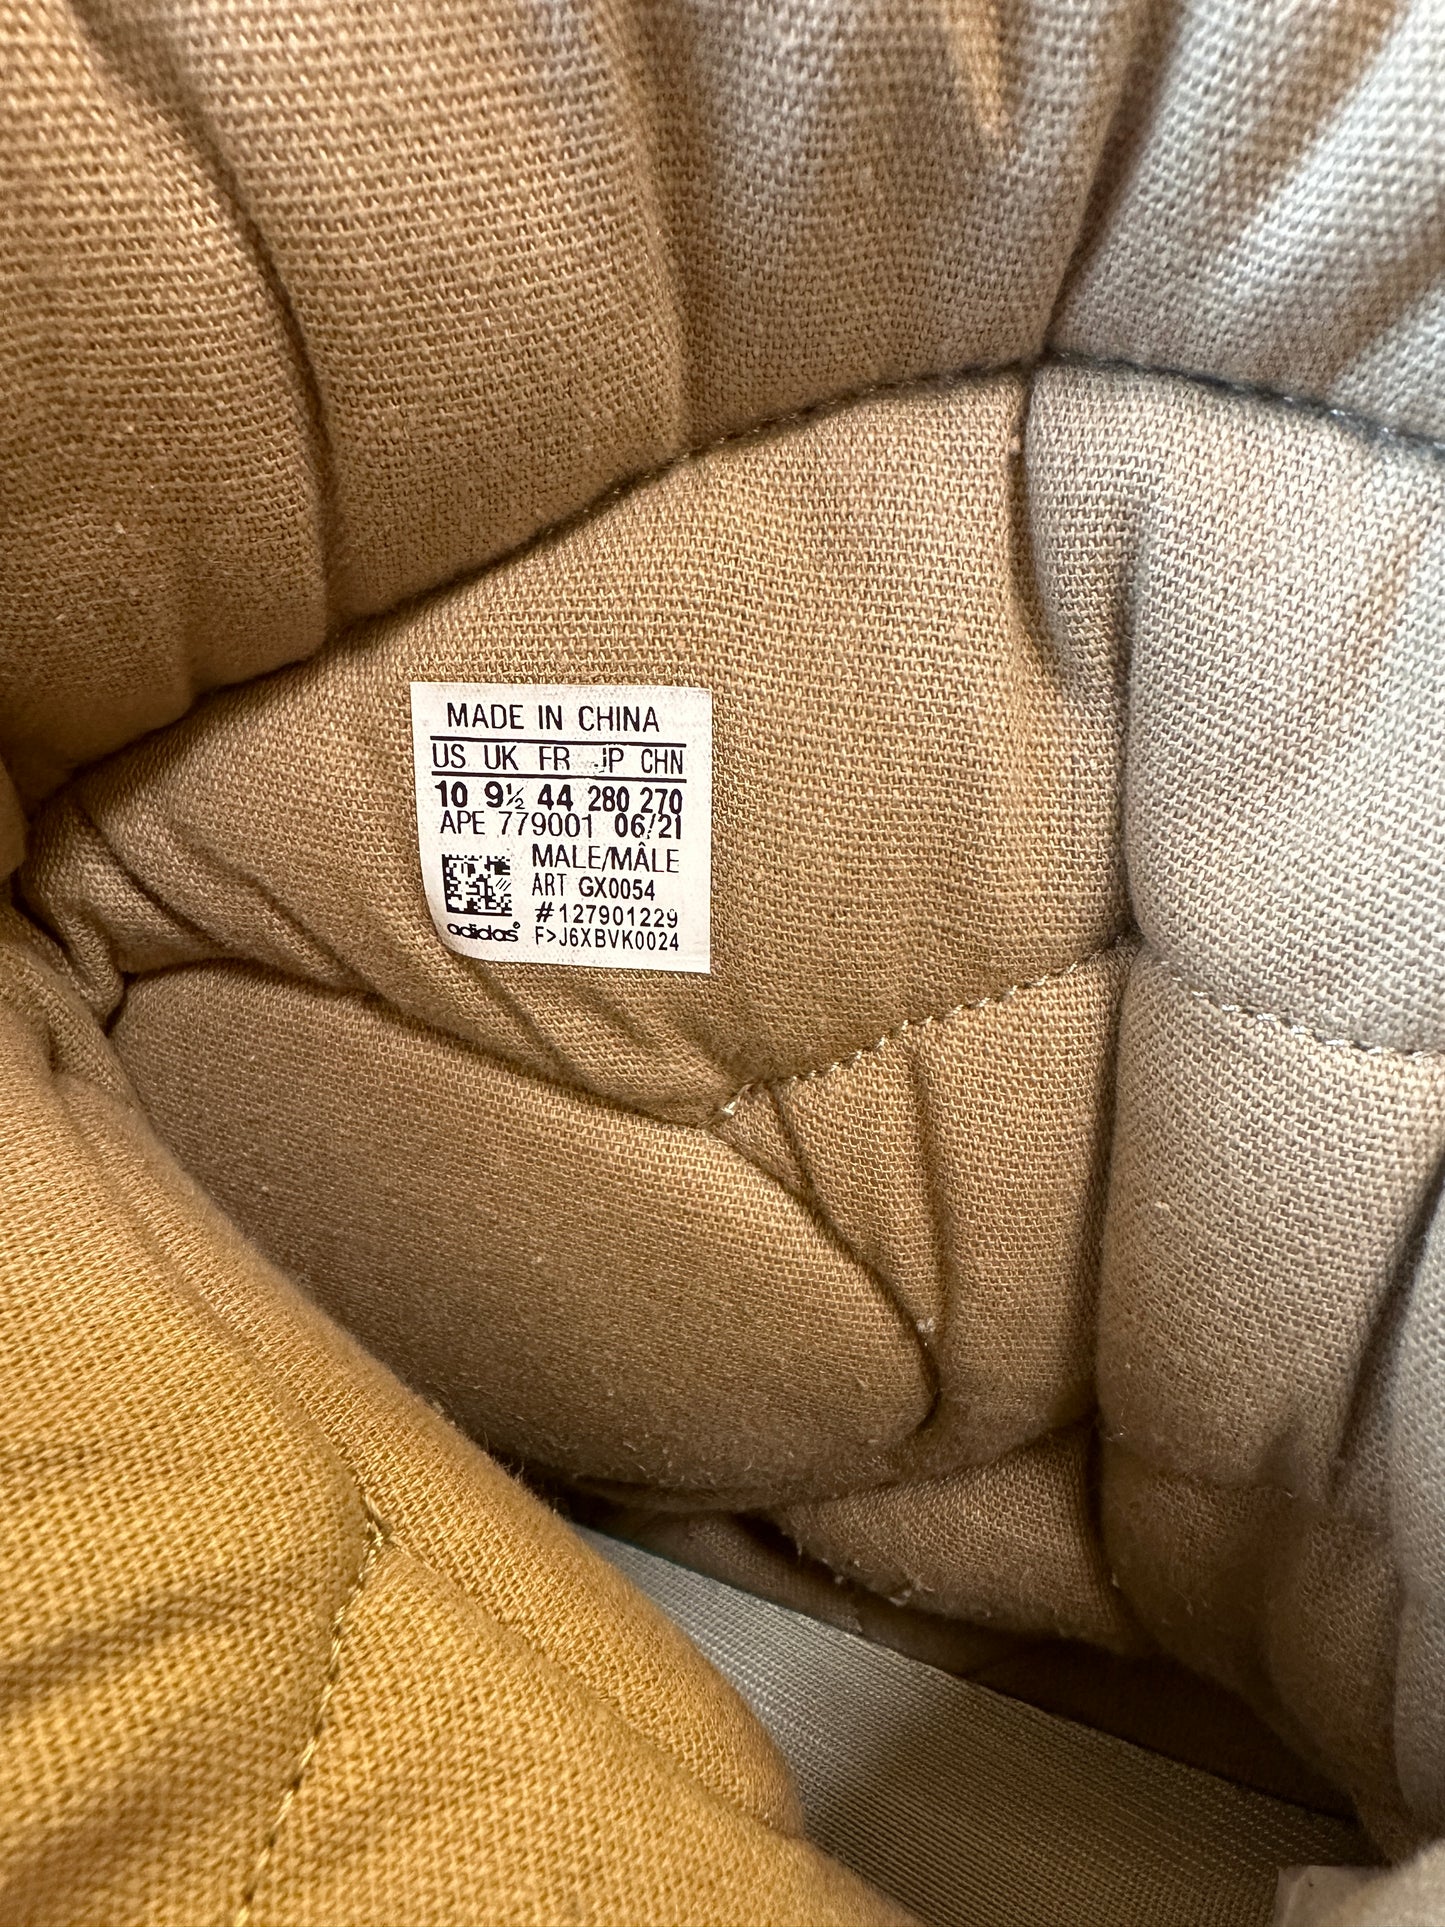 MADE IN CHINA
US UK FR JP CHN
10 9½ 44 280 270
APE 779001 06/21
MALE/MÂLE
ART GX0054
#127901229
F>J6XBVK0024
adidas®